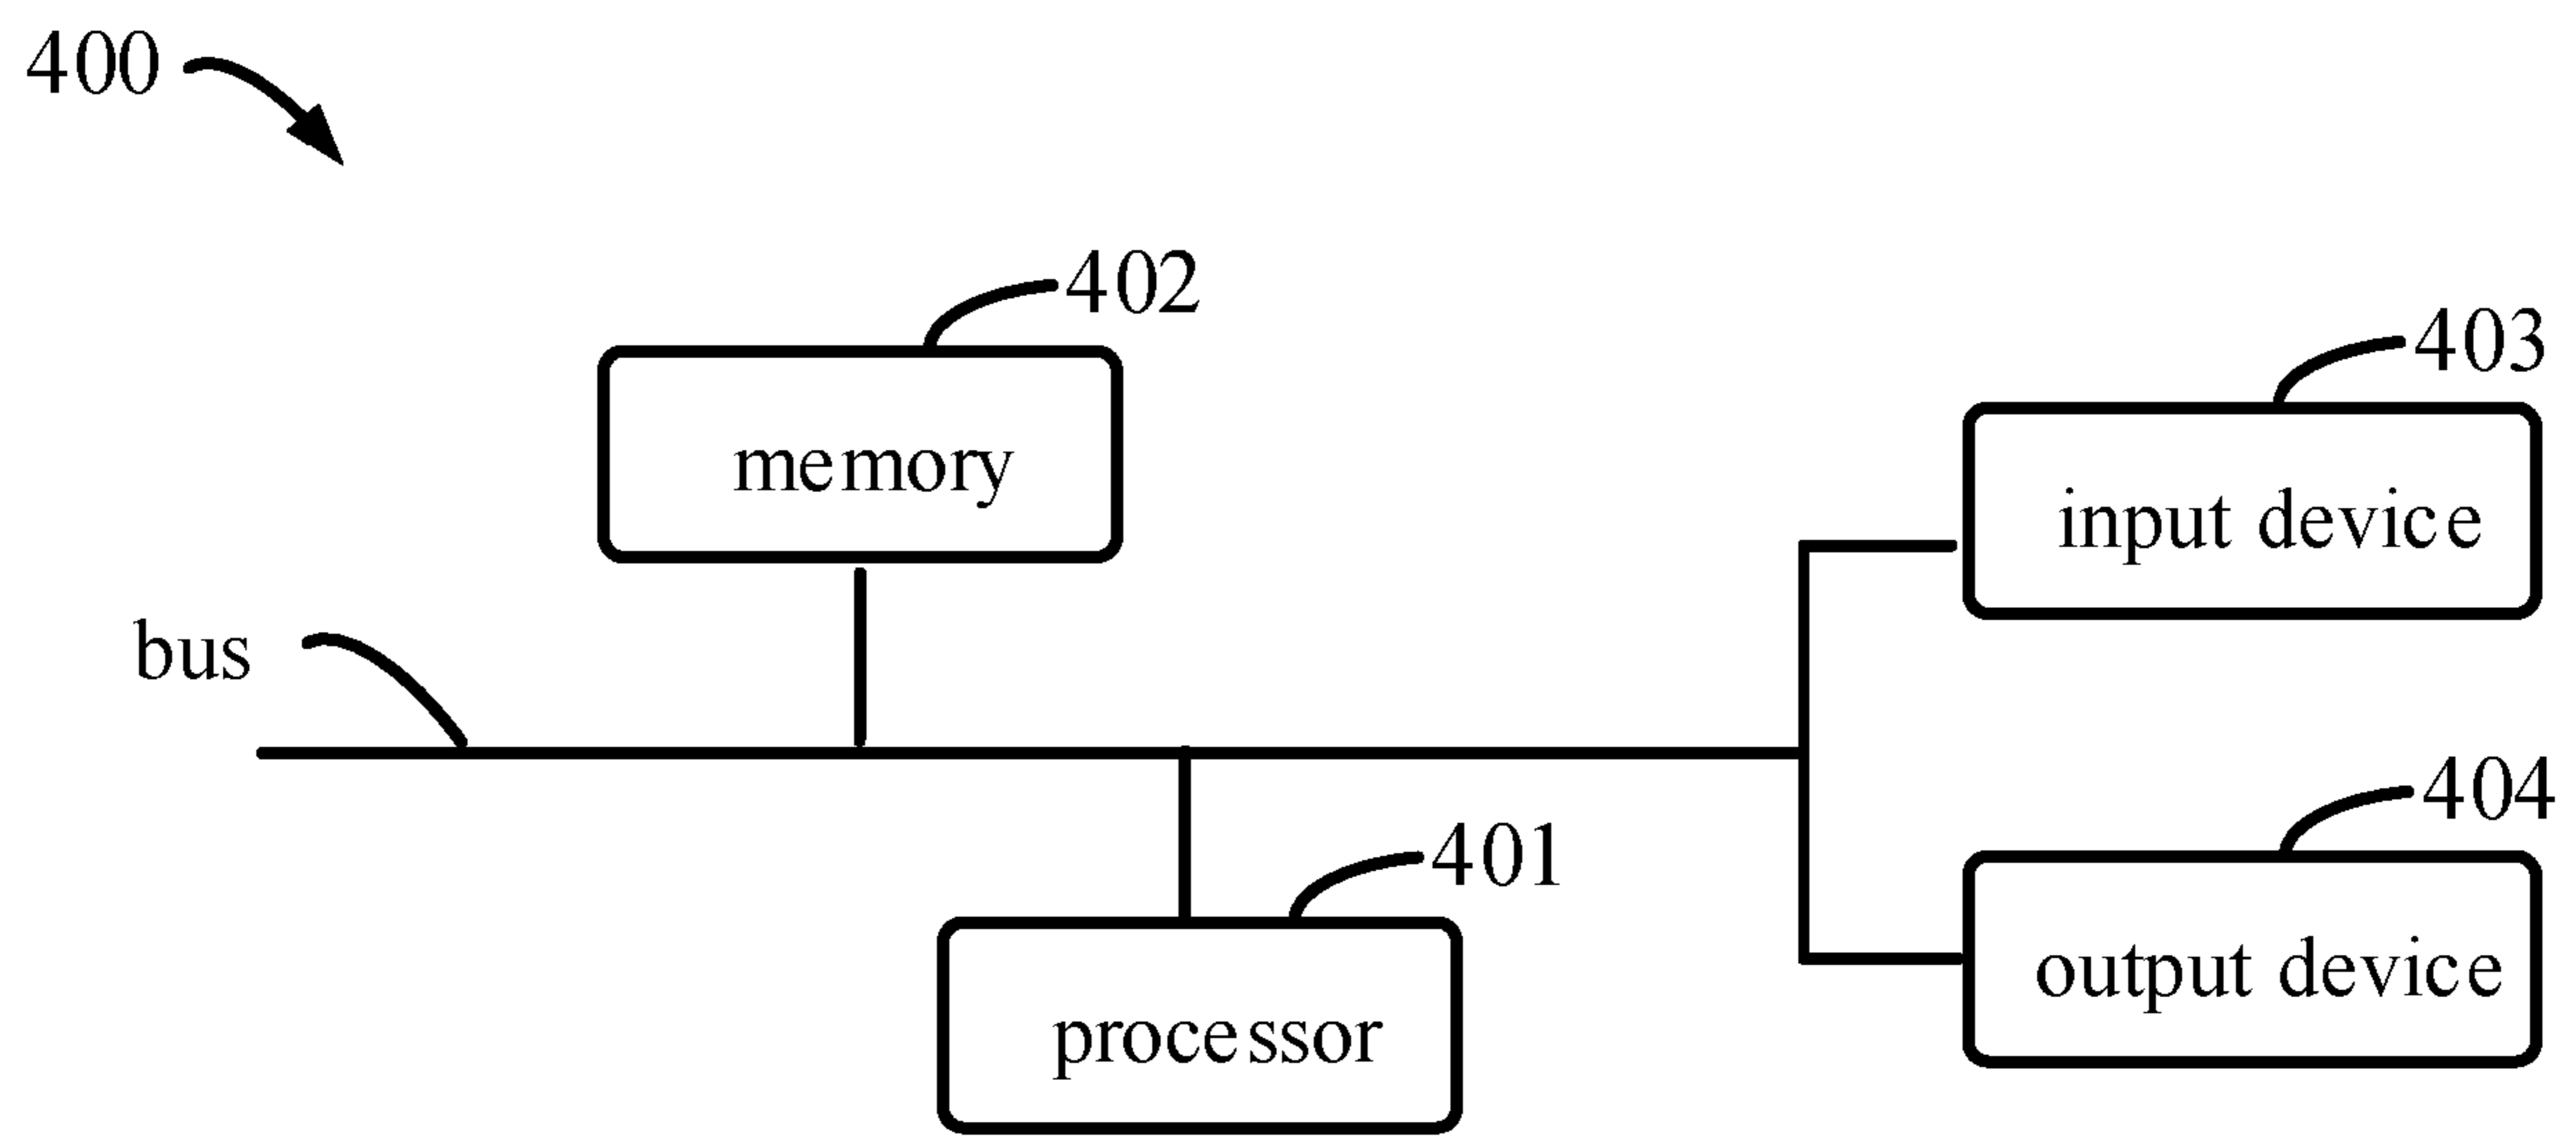 400
402
memory
403
input device
bus
404
output device
401
processor